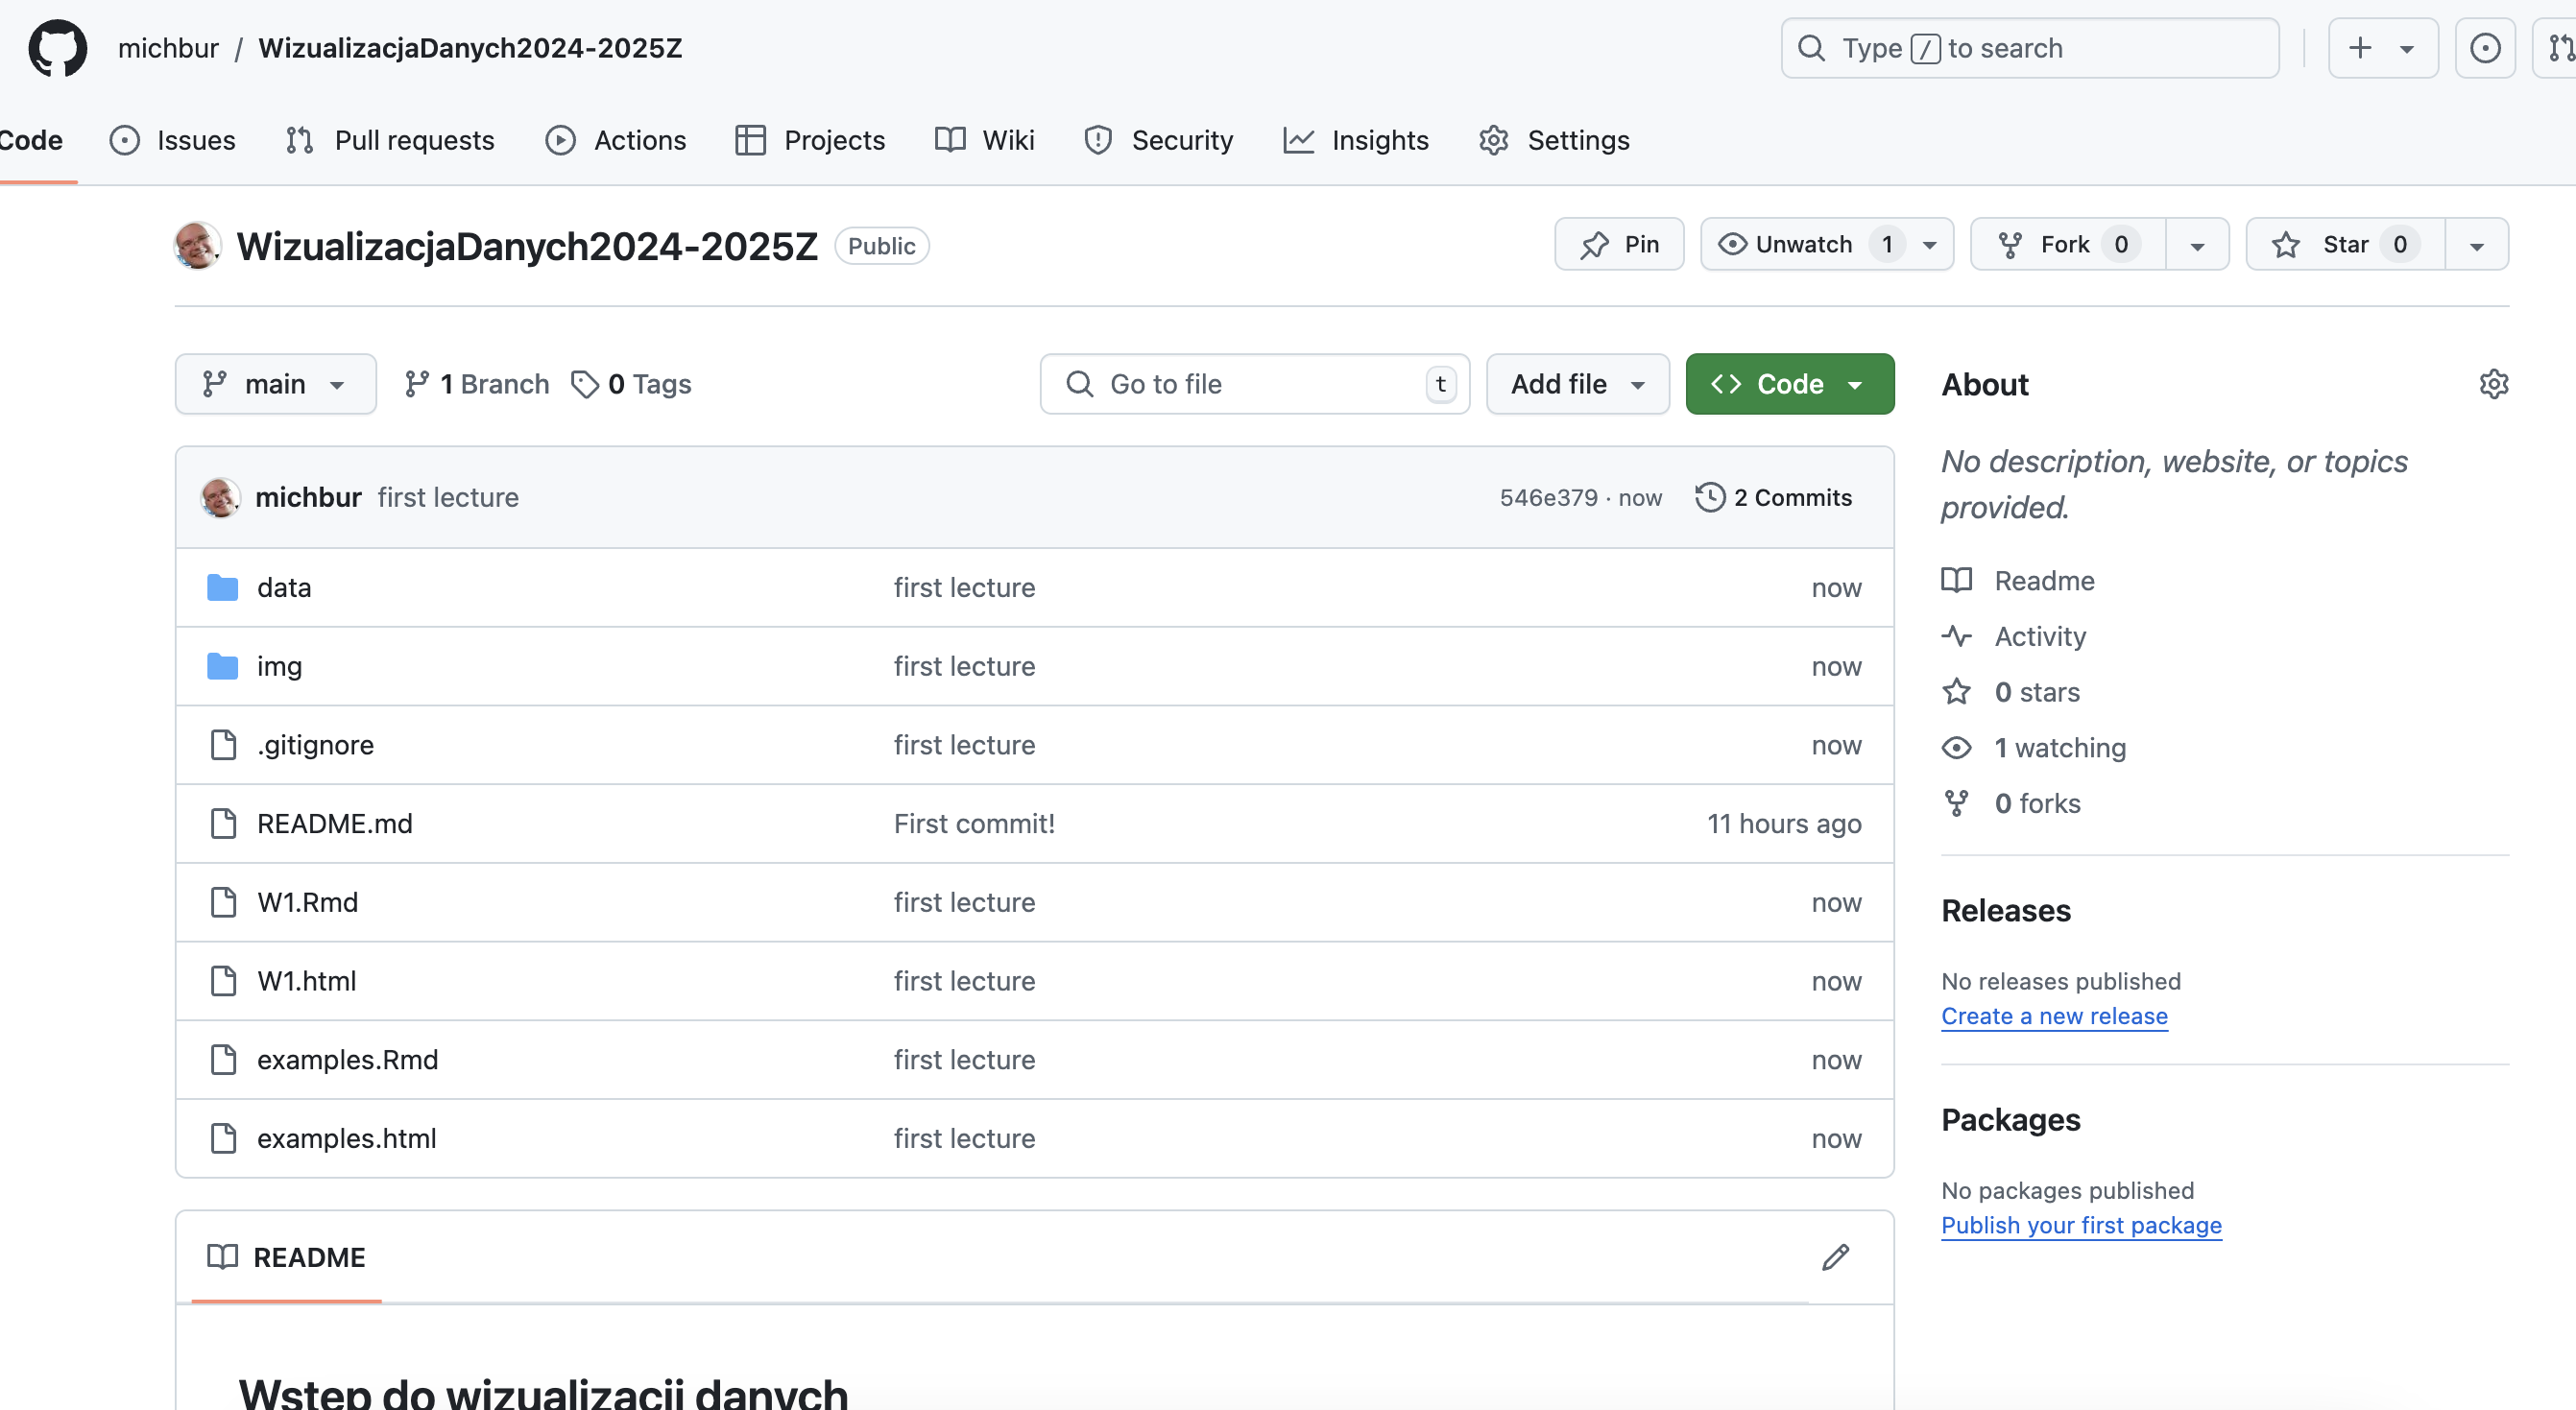 michbur / WizualizacjaDanych2024-2025Z
Type / to search
Code Issues Pull requests Actions Projects Wiki Security Insights Settings
WizualizacjaDanych2024-2025Z Public
Pin Unwatch 1 Fork 0 Star 0
main 1 Branch 0 Tags Go to file t Add file Code
michbur first lecture 546e379 · now 2 Commits
data first lecture now
img first lecture now
.gitignore first lecture now
README.md First commit! 11 hours ago
W1.Rmd first lecture now
W1.html first lecture now
examples.Rmd first lecture now
examples.html first lecture now
README
Wstęp do wizualizacji danych
About
No description, website, or topics
provided.
Readme
Activity
0 stars
1 watching
0 forks
Releases
No releases published
Create a new release
Packages
No packages published
Publish your first package